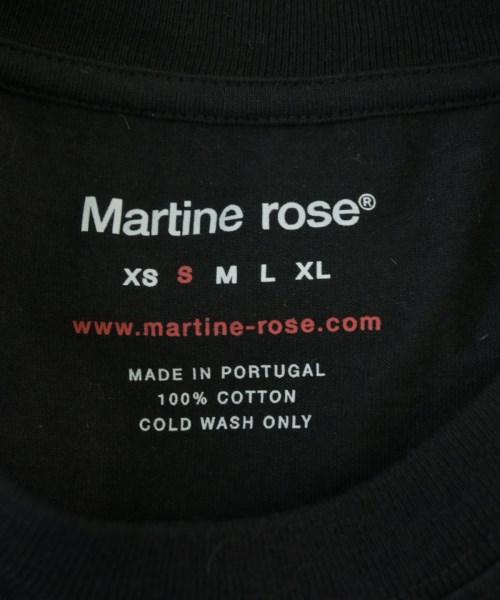 Martine rose®
XS S M L XL
www.martine-rose.com
MADE IN PORTUGAL
100% COTTON
COLD WASH ONLY